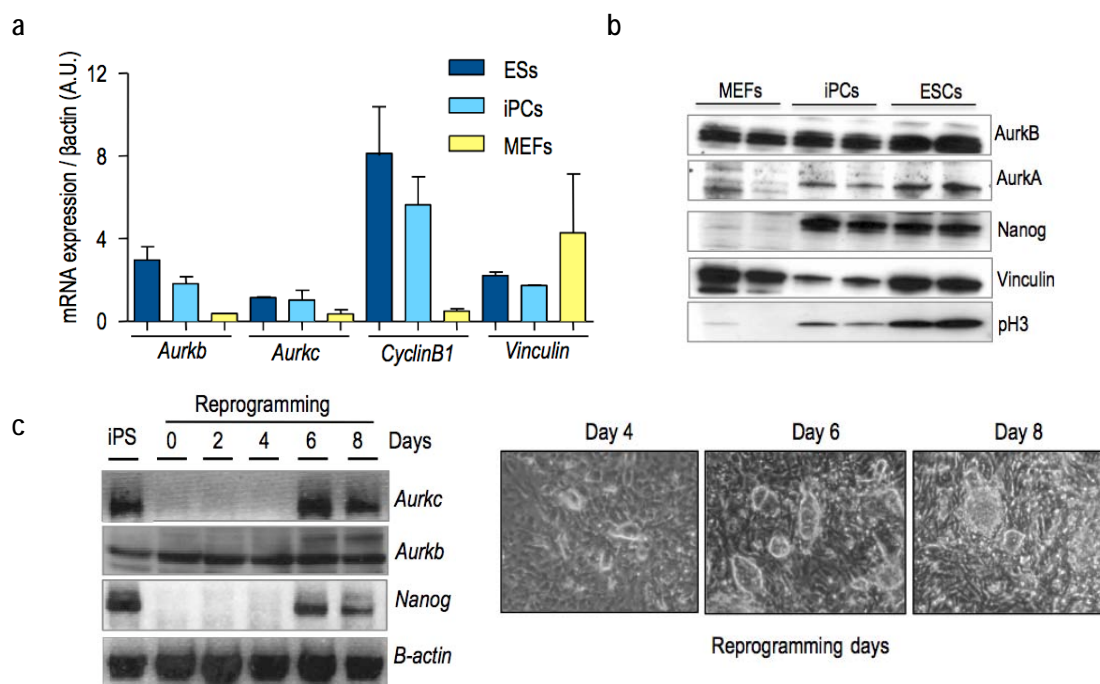 a
mRNA expression / βactin (A.U.)
12
8
4
0
ESs
iPCs
MEFs
Aurkb
Aurkc
CyclinB1
Vinculin
b
MEFs iPCs ESCs
AurkB
AurkA
Nanog
Vinculin
pH3
c
Reprogramming
iPS 0 2 4 6 8 Days
Aurkc
Aurkb
Nanog
B-actin
Day 4 Day 6 Day 8
Reprogramming days